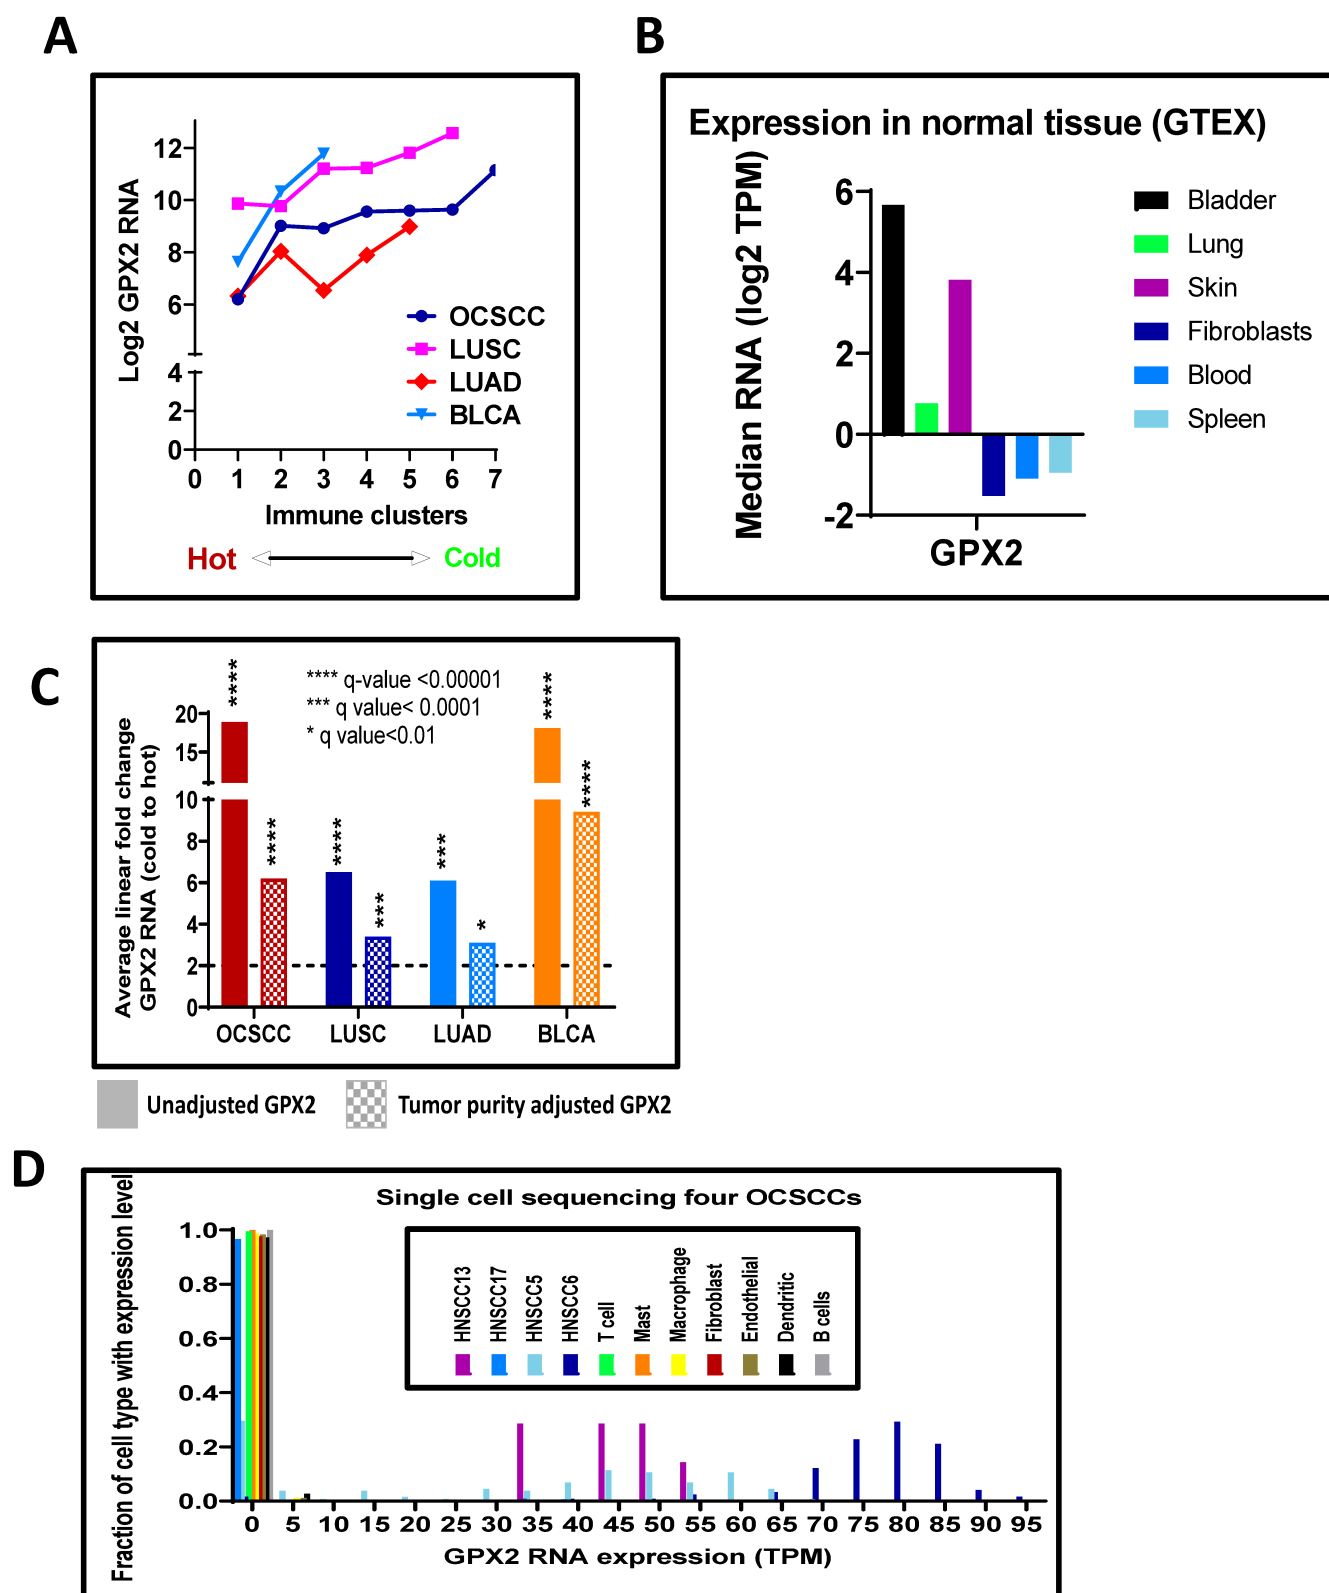 A
Log2 GPX2 RNA
12
10
8
6
4
2
0
0 1 2 3 4 5 6 7
OCSCC
LUSC
LUAD
BLCA
Immune clusters
Hot Cold
B
Expression in normal tissue (GTEX)
Median RNA (log2 TPM)
6
4
2
0
-2
GPX2
Bladder
Lung
Skin
Fibroblasts
Blood
Spleen
C
Average linear fold change
GPX2 RNA (cold to hot)
20
15
10
8
6
4
2
0
**** q-value <0.00001
*** q value< 0.0001
* q value<0.01
****
****
****
***
***
*
****
****
OCSCC LUSC LUAD BLCA
Unadjusted GPX2 Tumor purity adjusted GPX2
D
Single cell sequencing four OCSCCs
Fraction of cell type with expression level
1.0
0.8
0.6
0.4
0.2
0.0
HNSCC13
HNSCC17
HNSCC5
HNSCC6
T cell
Mast
Macrophage
Fibroblast
Endothelial
Dendritic
B cells
0 5 10 15 20 25 30 35 40 45 50 55 60 65 70 75 80 85 90 95
GPX2 RNA expression (TPM)